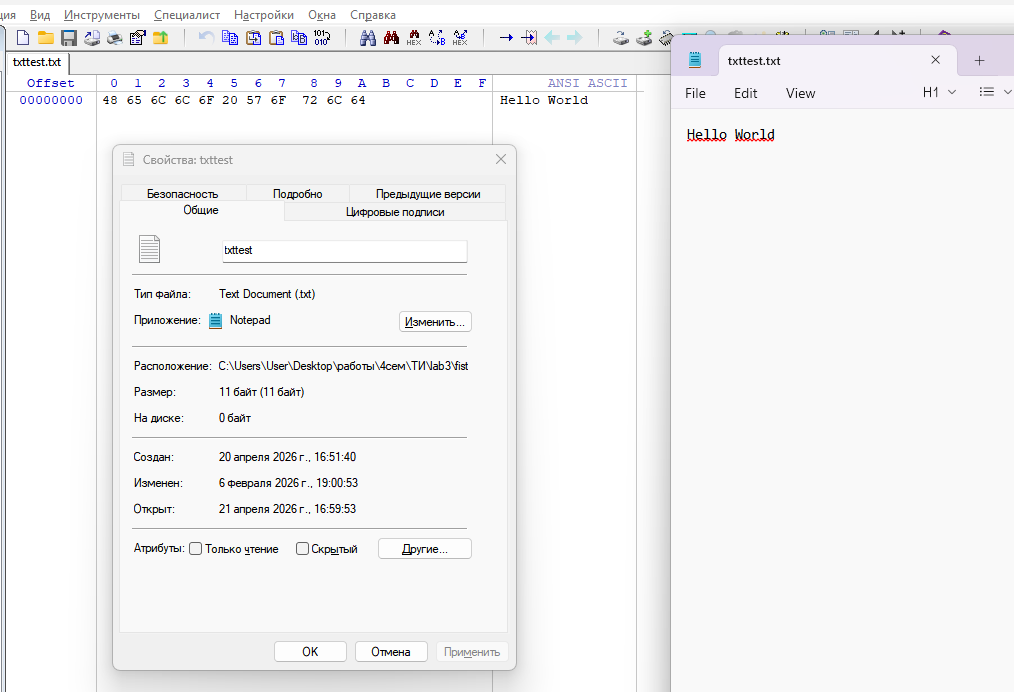 ция Вид Инструменты Специалист Настройки Окна Справка
txttest.txt
Offset 0 1 2 3 4 5 6 7 8 9 A B C D E F ANSI ASCII
00000000 48 65 6C 6C 6F 20 57 6F 72 6C 64 Hello World
Свойства: txttest
Безопасность Подробно Предыдущие версии
Общие Цифровые подписи
txttest
Тип файла: Text Document (.txt)
Приложение: Notepad Изменить...
Расположение: C:\Users\User\Desktop\работы\4сем\ТИ\lab3\fist
Размер: 11 байт (11 байт)
На диске: 0 байт
Создан: 20 апреля 2026 г., 16:51:40
Изменен: 6 февраля 2026 г., 19:00:53
Открыт: 21 апреля 2026 г., 16:59:53
Атрибуты: Только чтение Скрытый Другие...
OK Отмена Применить
txttest.txt
File Edit View H1
Hello World